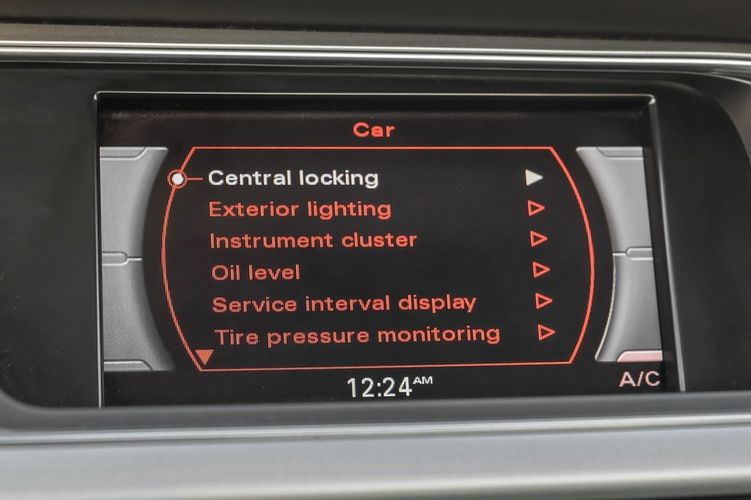 Car
Central locking
Exterior lighting
Instrument cluster
Oil level
Service interval display
Tire pressure monitoring
12:24AM
A/C